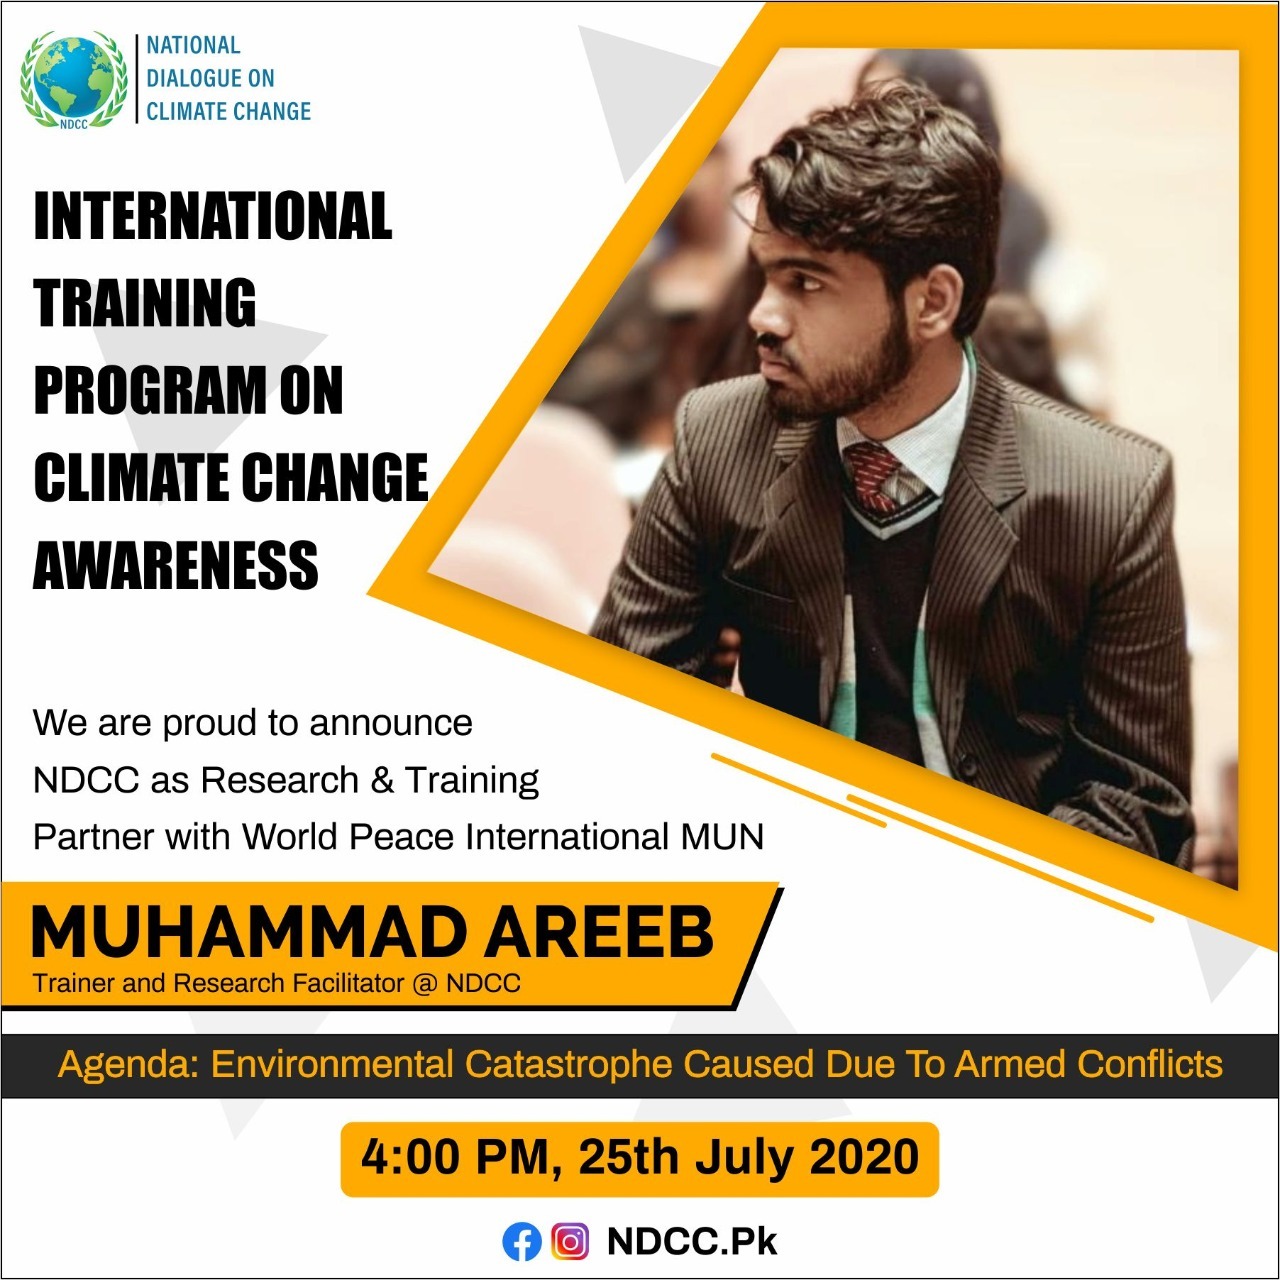 NATIONAL
DIALOGUE ON
CLIMATE CHANGE
NDCC
INTERNATIONAL
TRAINING
PROGRAM ON
CLIMATE CHANGE
AWARENESS
We are proud to announce
NDCC as Research & Training
Partner with World Peace International MUN
MUHAMMAD AREEB
Trainer and Research Facilitator @ NDCC
Agenda: Environmental Catastrophe Caused Due To Armed Conflicts
4:00 PM, 25th July 2020
NDCC.Pk